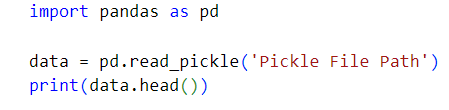 import pandas as pd
data = pd.read_pickle('Pickle File Path')
print(data.head())